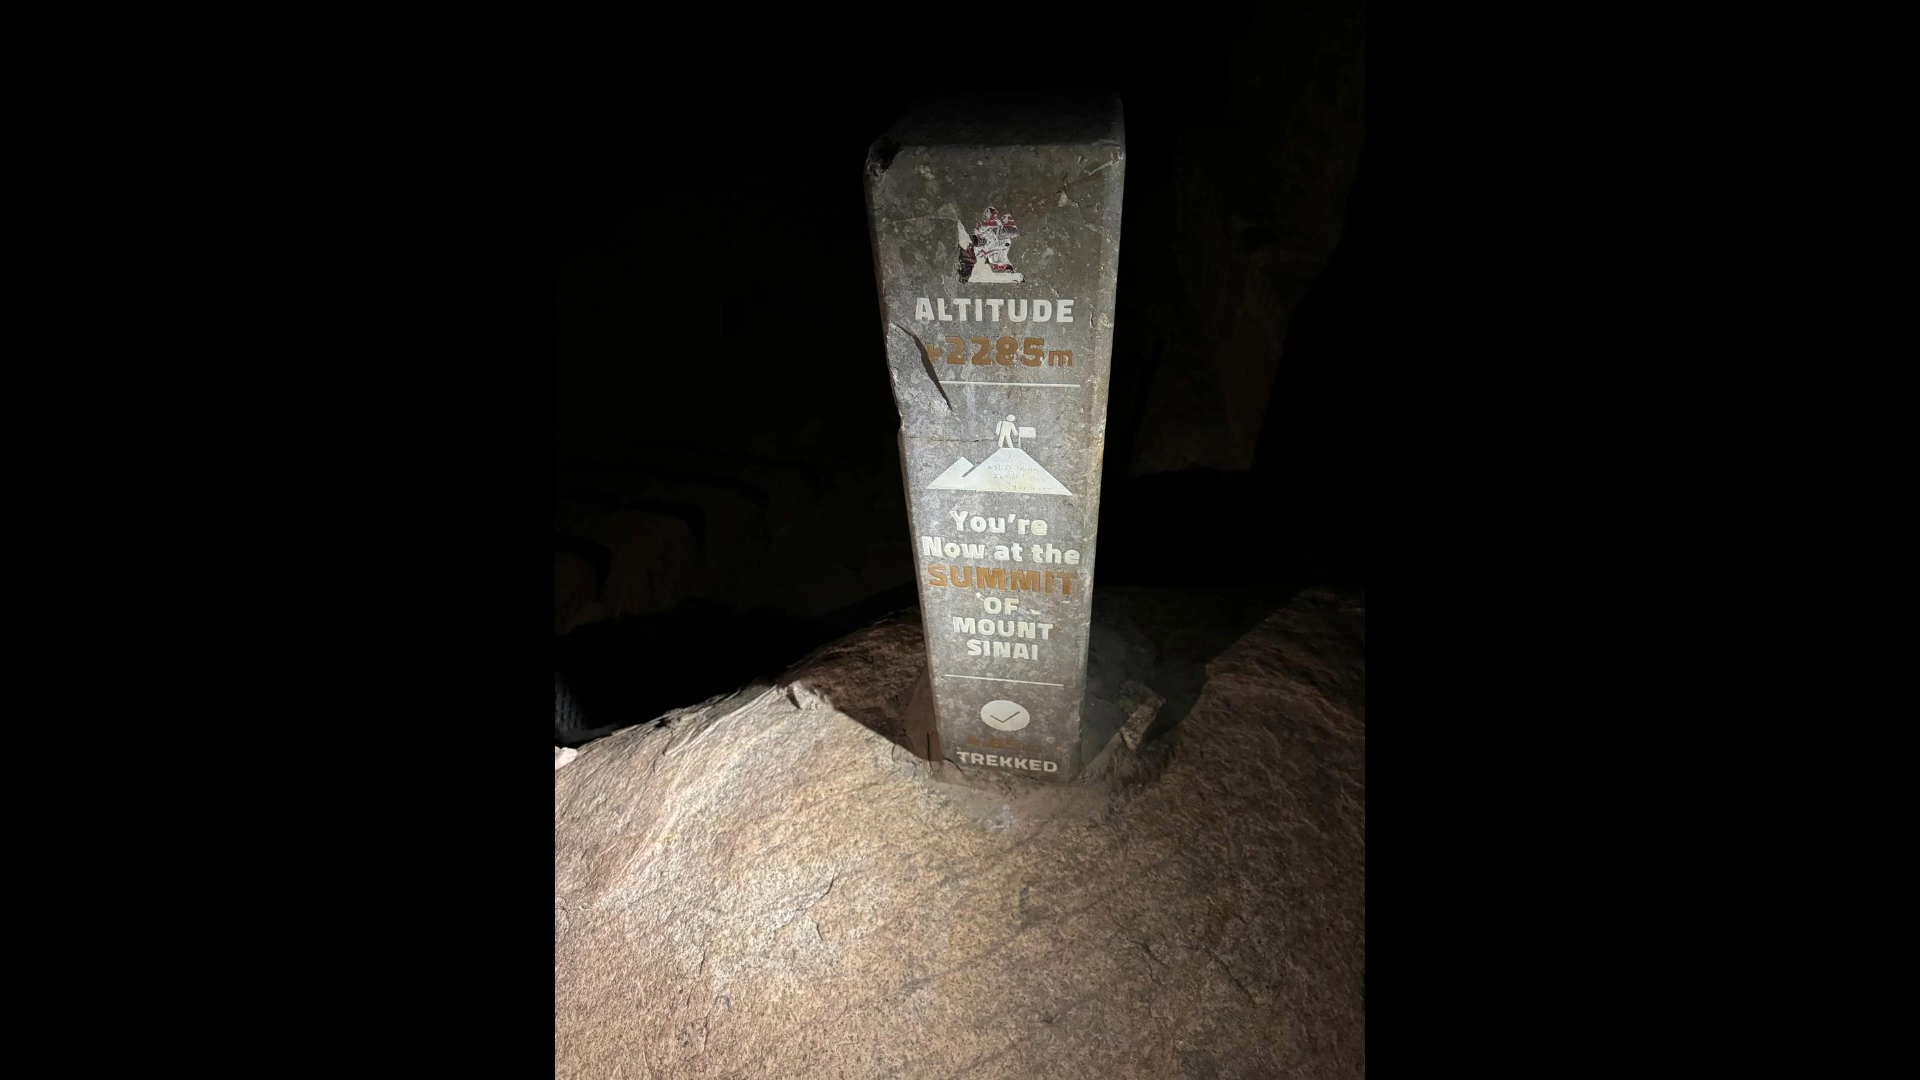 ALTITUDE
+2285m
You're
Now at the
SUMMIT
OF
MOUNT
SINAI
TREKKED